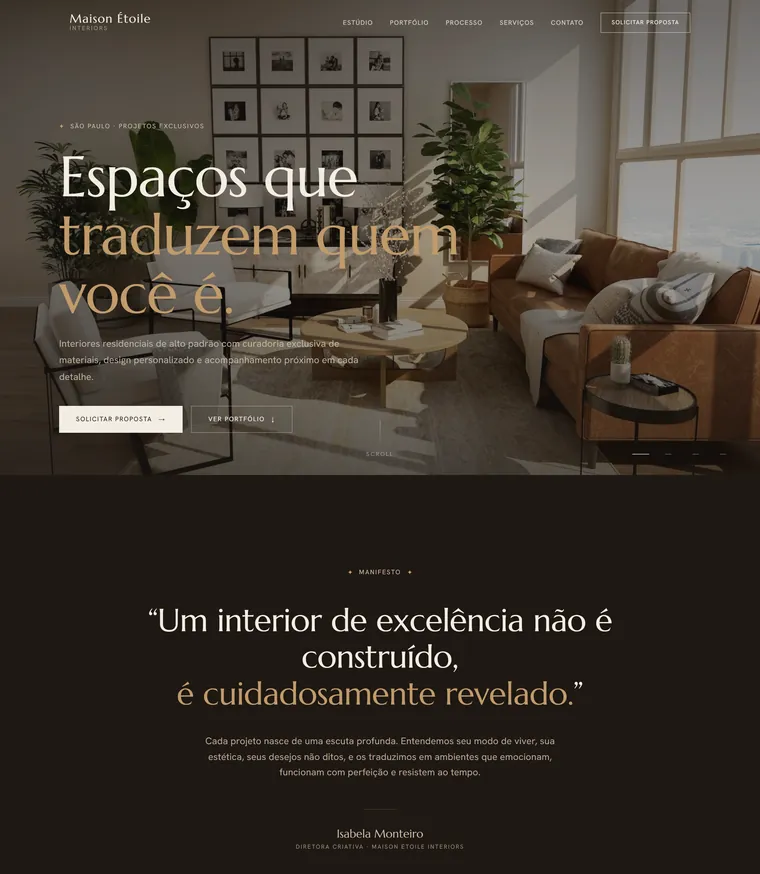 Maison Étoile
INTERIORS
ESTÚDIO PORTFÓLIO PROCESSO SERVIÇOS CONTATO SOLICITAR PROPOSTA
✦ SÃO PAULO · PROJETOS EXCLUSIVOS
Espaços que
traduzem quem
você é.
Interiores residenciais de alto padrão com curadoria exclusiva de
materiais, design personalizado e acompanhamento próximo em cada
detalhe.
SOLICITAR PROPOSTA → VER PORTFÓLIO ↓
SCROLL
✦ MANIFESTO ✦
“Um interior de excelência não é
construído,
é cuidadosamente revelado.”
Cada projeto nasce de uma escuta profunda. Entendemos seu modo de viver, sua
estética, seus desejos não ditos, e os traduzimos em ambientes que emocionam,
funcionam com perfeição e resistem ao tempo.
Isabela Monteiro
DIRETORA CRIATIVA · MAISON ÉTOILE INTERIORS